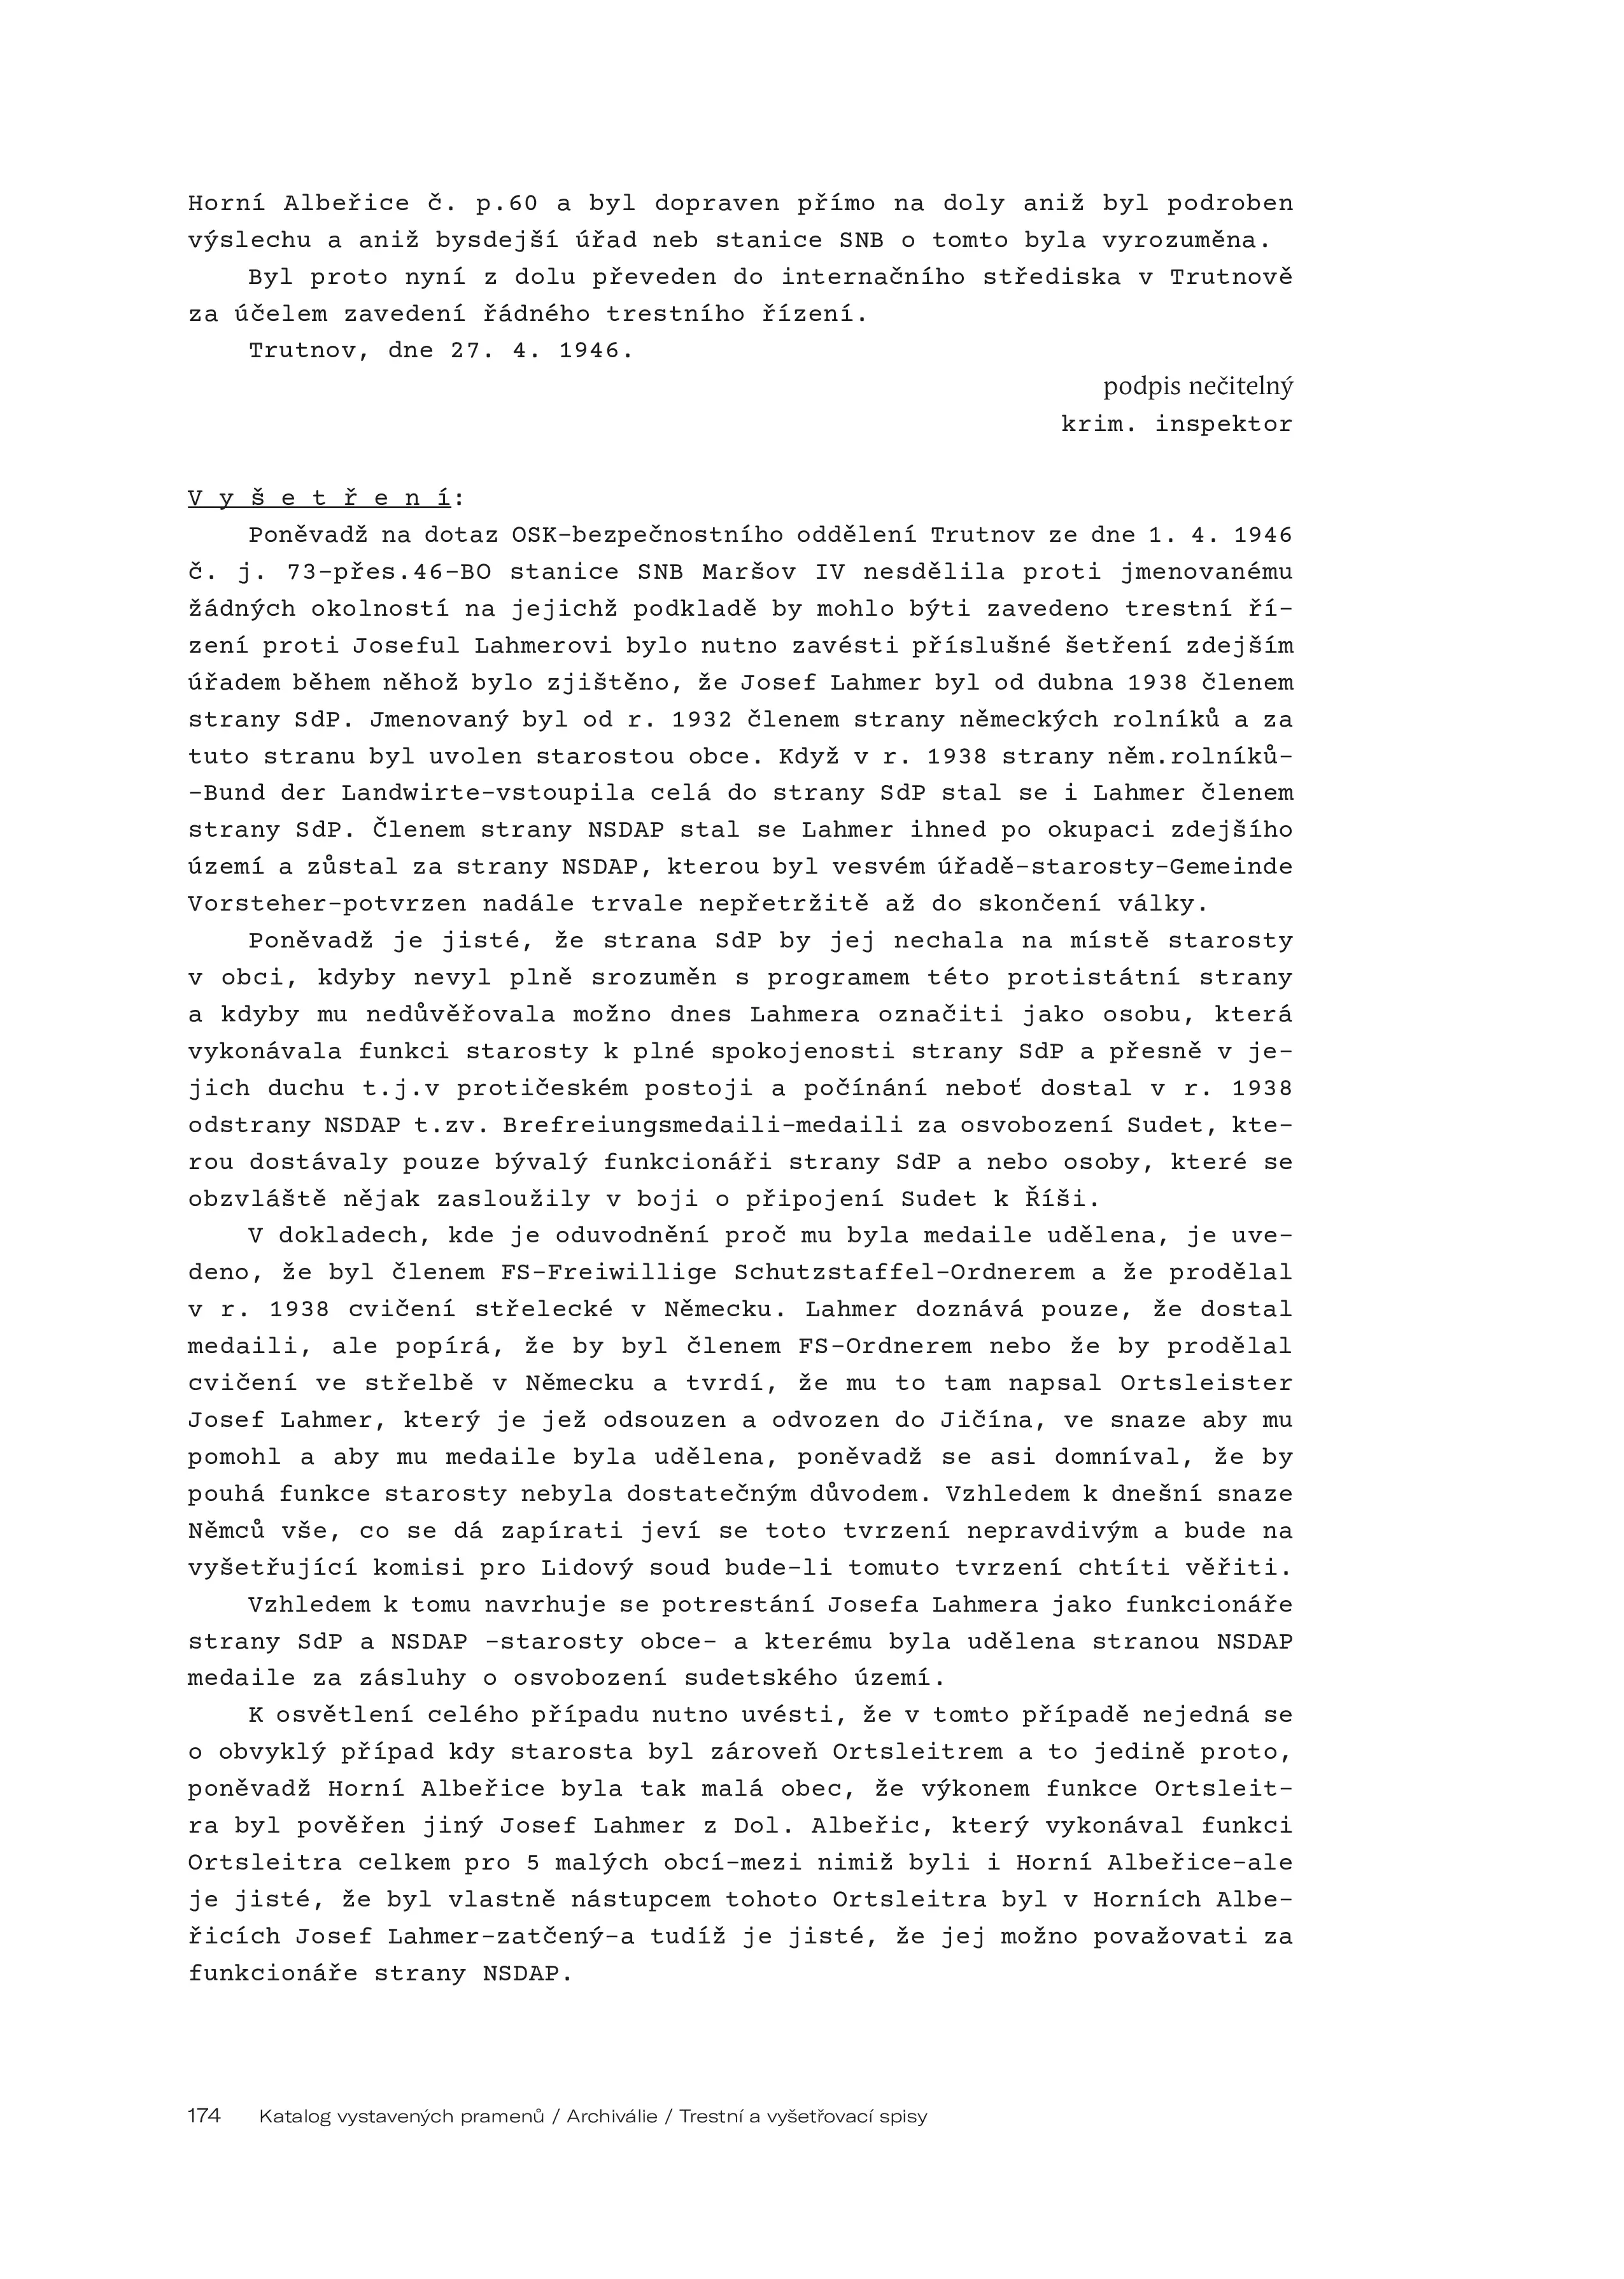 Horní Albeřice č. p.60 a byl dopraven přímo na doly aniž byl podroben
výslechu a aniž bysdejší úřad neb stanice SNB o tomto byla vyrozuměna.
Byl proto nyní z dolu převeden do internačního střediska v Trutnově
za účelem zavedení řádného trestního řízení.
Trutnov, dne 27. 4. 1946.
podpis nečitelný
krim. inspektor
V y š e t ř e n í:
Poněvadž na dotaz OSK-bezpečnostního oddělení Trutnov ze dne 1. 4. 1946
č. j. 73-přes.46-BO stanice SNB Maršov IV nesdělila proti jmenovanému
žádných okolností na jejichž podkladě by mohlo býti zavedeno trestní ří-
zení proti Joseful Lahmerovi bylo nutno zavésti příslušné šetření zdejším
úřadem během něhož bylo zjištěno, že Josef Lahmer byl od dubna 1938 členem
strany SdP. Jmenovaný byl od r. 1932 členem strany německých rolníků a za
tuto stranu byl uvolen starostou obce. Když v r. 1938 strany něm.rolníků-
-Bund der Landwirte-vstoupila celá do strany SdP stal se i Lahmer členem
strany SdP. Členem strany NSDAP stal se Lahmer ihned po okupaci zdejšího
území a zůstal za strany NSDAP, kterou byl vesvém úřadě-starosty-Gemeinde
Vorsteher-potvrzen nadále trvale nepřetržitě až do skončení války.
Poněvadž je jisté, že strana SdP by jej nechala na místě starosty
v obci, kdyby nevyl plně srozuměn s programem této protistátní strany
a kdyby mu nedůvěřovala možno dnes Lahmera označiti jako osobu, která
vykonávala funkci starosty k plné spokojenosti strany SdP a přesně v je-
jich duchu t.j.v protičeském postoji a počínání neboť dostal v r. 1938
odstrany NSDAP t.zv. Brefreiungsmedaili-medaili za osvobození Sudet, kte-
rou dostávaly pouze bývalý funkcionáři strany SdP a nebo osoby, které se
obzvláště nějak zasloužily v boji o připojení Sudet k Říši.
V dokladech, kde je oduvodnění proč mu byla medaile udělena, je uve-
deno, že byl členem FS-Freiwillige Schutzstaffel-Ordnerem a že prodělal
v r. 1938 cvičení střelecké v Německu. Lahmer doznává pouze, že dostal
medaili, ale popírá, že by byl členem FS-Ordnerem nebo že by prodělal
cvičení ve střelbě v Německu a tvrdí, že mu to tam napsal Ortsleister
Josef Lahmer, který je jež odsouzen a odvozen do Jičína, ve snaze aby mu
pomohl a aby mu medaile byla udělena, poněvadž se asi domníval, že by
pouhá funkce starosty nebyla dostatečným důvodem. Vzhledem k dnešní snaze
Němců vše, co se dá zapírati jeví se toto tvrzení nepravdivým a bude na
vyšetřující komisi pro Lidový soud bude-li tomuto tvrzení chtíti věřiti.
Vzhledem k tomu navrhuje se potrestání Josefa Lahmera jako funkcionáře
strany SdP a NSDAP -starosty obce- a kterému byla udělena stranou NSDAP
medaile za zásluhy o osvobození sudetského území.
K osvětlení celého případu nutno uvésti, že v tomto případě nejedná se
o obvyklý případ kdy starosta byl zároveň Ortsleitrem a to jedině proto,
poněvadž Horní Albeřice byla tak malá obec, že výkonem funkce Ortsleit-
ra byl pověřen jiný Josef Lahmer z Dol. Albeřic, který vykonával funkci
Ortsleitra celkem pro 5 malých obcí-mezi nimiž byli i Horní Albeřice-ale
je jisté, že byl vlastně nástupcem tohoto Ortsleitra byl v Horních Albe-
řicích Josef Lahmer-zatčený-a tudíž je jisté, že jej možno považovati za
funkcionáře strany NSDAP.
174 Katalog vystavených pramenů / Archiválie / Trestní a vyšetřovací spisy